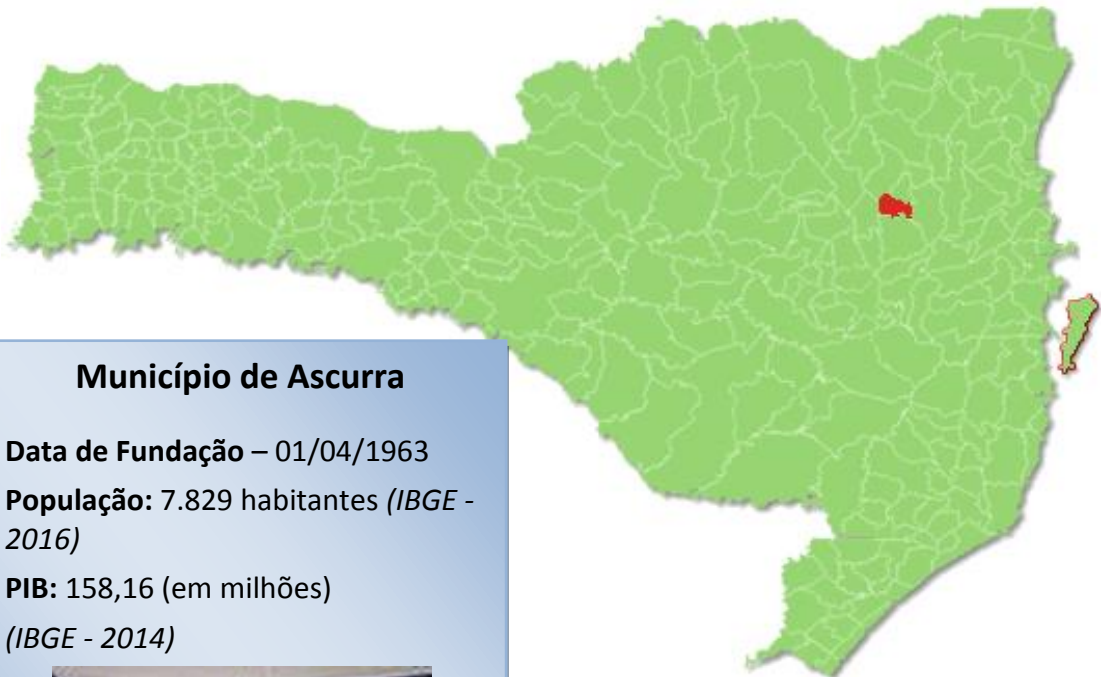 Município de Ascurra
Data de Fundação – 01/04/1963
População: 7.829 habitantes (IBGE -
2016)
PIB: 158,16 (em milhões)
(IBGE - 2014)